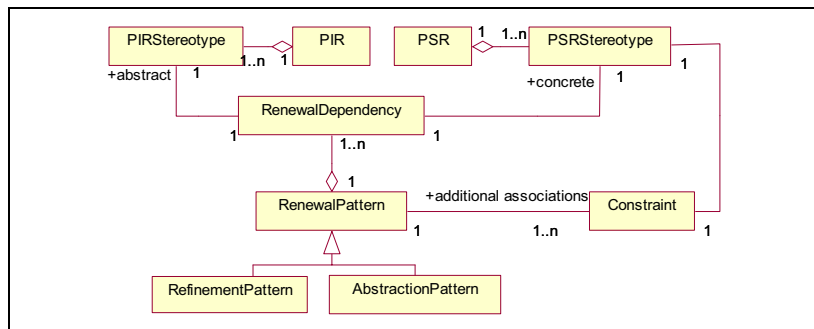 PIRStereotype
PIR
PSR
PSRStereotype
1
1..n
1..n
1
1
1
1
1
+abstract
+concrete
RenewalDependency
1
1
1..n
1
RenewalPattern
+additional associations
Constraint
1
1..n
1
RefinementPattern
AbstractionPattern